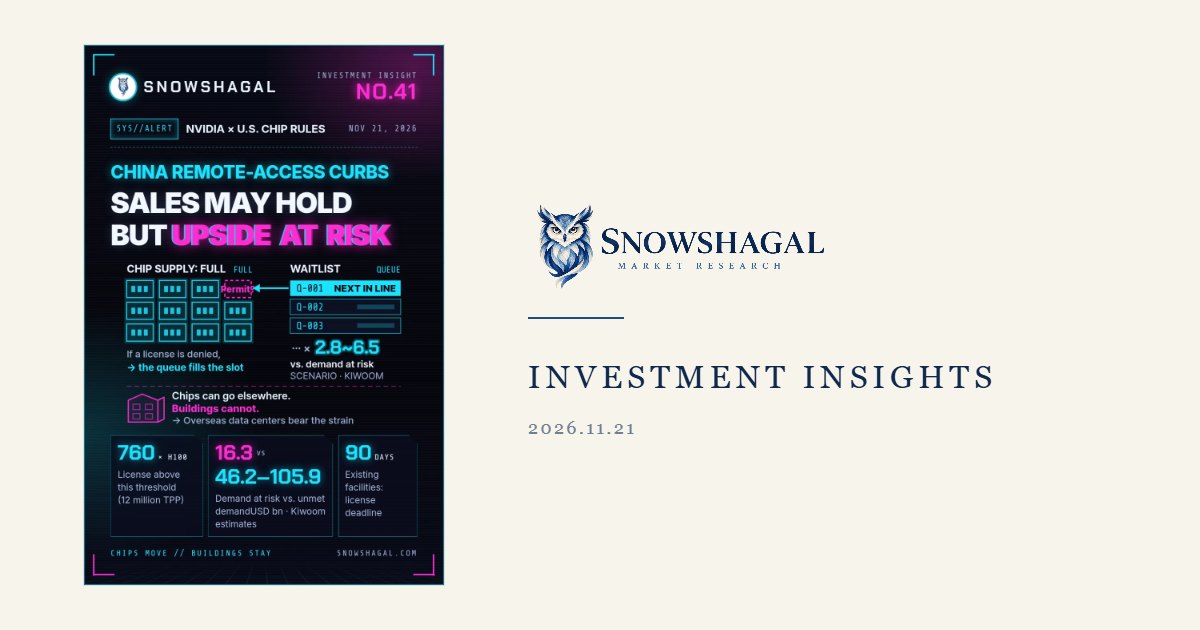 SNOWSHAGAL
INVESTMENT INSIGHT
NO.41
SYS//ALERT
NVIDIA × U.S. CHIP RULES
NOV 21, 2026
CHINA REMOTE-ACCESS CURBS
SALES MAY HOLD
BUT UPSIDE AT RISK
CHIP SUPPLY: FULL FULL
Permit?
If a license is denied,
→ the queue fills the slot
WAITLIST QUEUE
Q-001 NEXT IN LINE
Q-002
Q-003
··· × 2.8~6.5
vs. demand at risk
SCENARIO · KIWOOM
Chips can go elsewhere.
Buildings cannot.
→ Overseas data centers bear the strain
760 × H100
License above
this threshold
(12 million TPP)
16.3 VS
46.2–105.9
Demand at risk vs. unmet
demandUSD bn · Kiwoom
estimates
90 DAYS
Existing
facilities:
license
deadline
CHIPS MOVE // BUILDINGS STAY
SNOWSHAGAL.COM
SNOWSHAGAL
MARKET RESEARCH
INVESTMENT INSIGHTS
2026.11.21